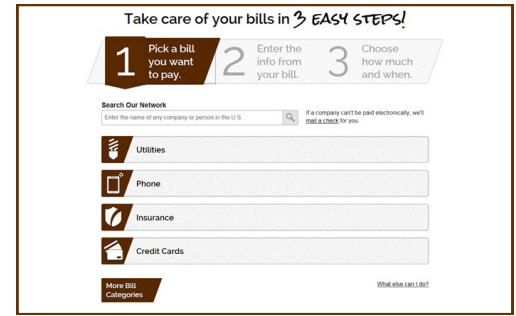 Take care of your bills in 3 EASY STEPS!
1 Pick a bill
you want
to pay.
2 Enter the
info from
your bill.
3 Choose
how much
and when.
Search Our Network
Enter the name of any company or person in the U.S.
If a company can't be paid electronically, we'll
mail a check for you.
Utilities
Phone
Insurance
Credit Cards
More Bill
Categories
What else can I do?